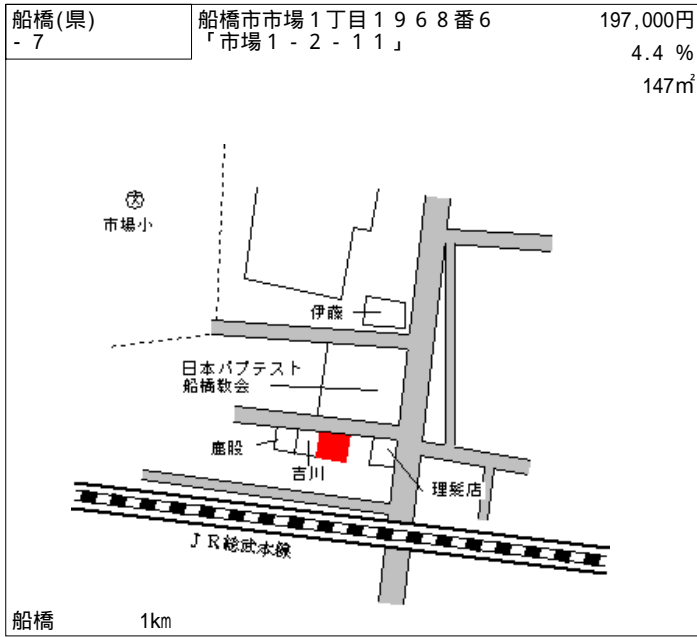 船橋(県)
- 7
船橋市市場１丁目１９６８番６
「市場１－２－１１」
197,000円
4.4 %
147㎡
市場小
伊藤
日本バプテスト
船橋教会
鹿股
吉川
理髪店
ＪＲ総武本線
船橋 1km